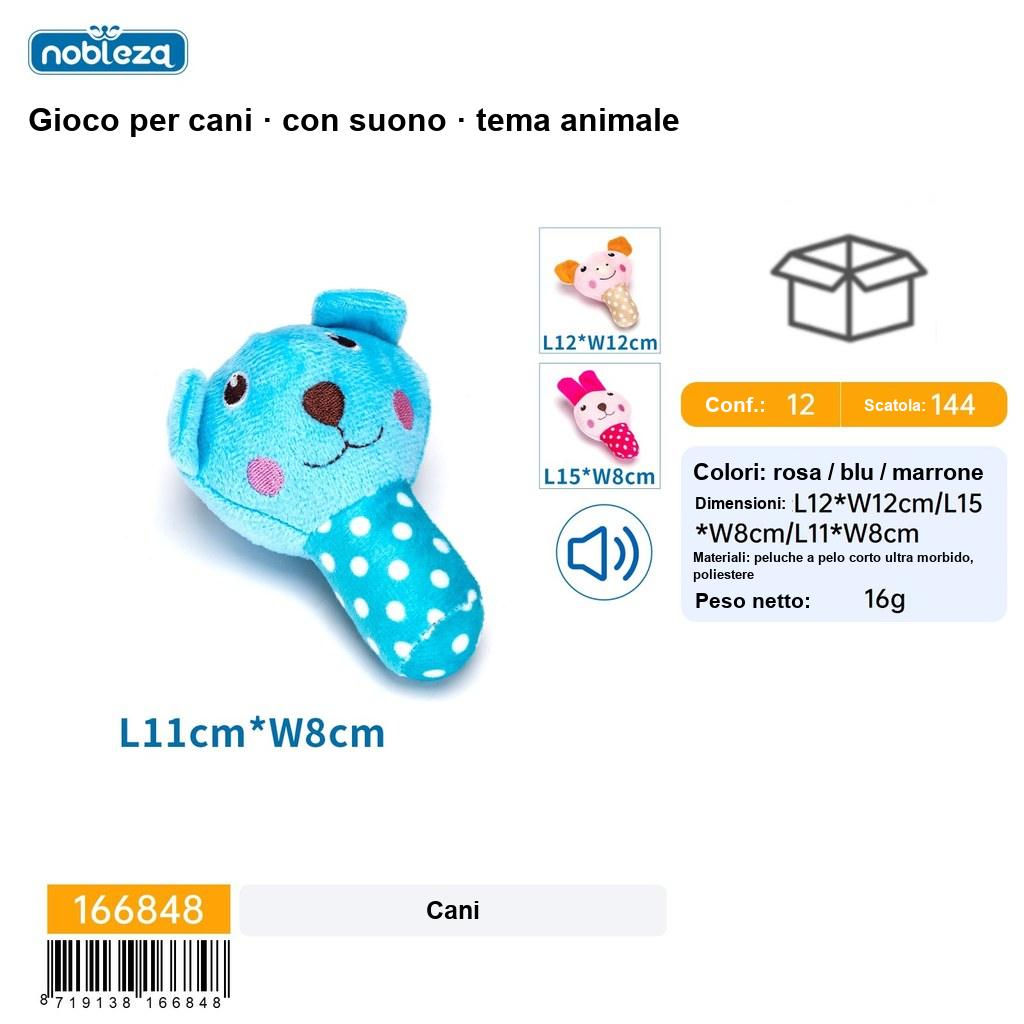 nobleza
Gioco per cani · con suono · tema animale
L12*W12cm
L15*W8cm
L11cm*W8cm
Conf.: 12 Scatola: 144
Colori: rosa / blu / marrone
Dimensioni: L12*W12cm/L15
*W8cm/L11*W8cm
Materiali: peluche a pelo corto ultra morbido,
poliestere
Peso netto: 16g
166848
Cani
8 719138 166848